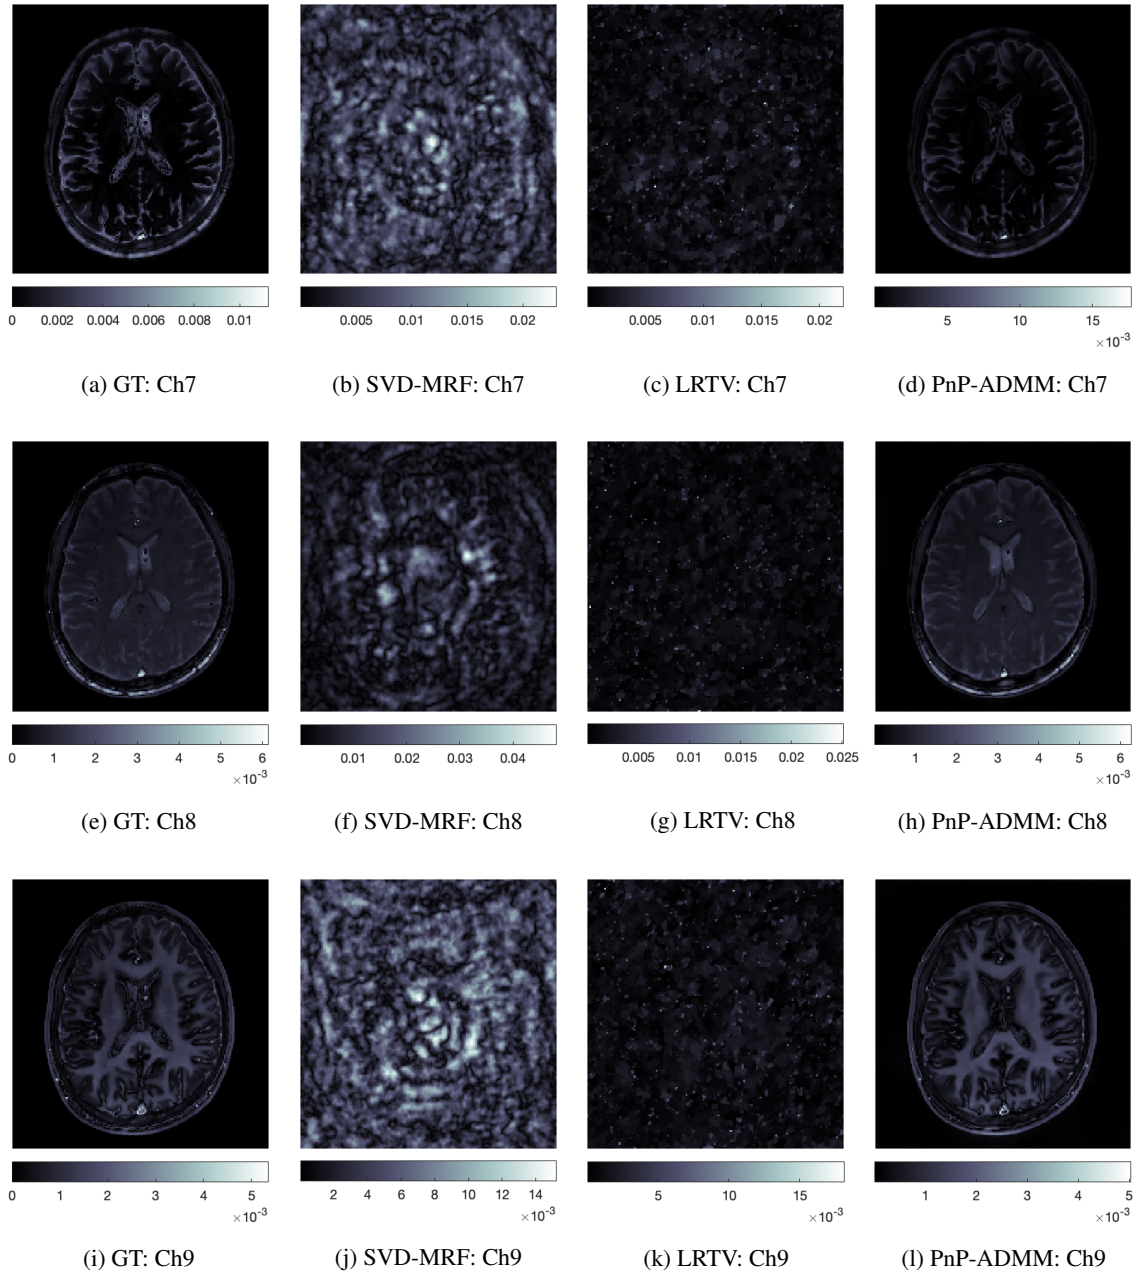 0 0.002 0.004 0.006 0.008 0.01
0.005 0.01 0.015 0.02
0.005 0.01 0.015 0.02
5 10 15
×10-3
(a) GT: Ch7
(b) SVD-MRF: Ch7
(c) LRTV: Ch7
(d) PnP-ADMM: Ch7
0 1 2 3 4 5 6
×10-3
0.01 0.02 0.03 0.04
0.005 0.01 0.015 0.02 0.025
1 2 3 4 5 6
×10-3
(e) GT: Ch8
(f) SVD-MRF: Ch8
(g) LRTV: Ch8
(h) PnP-ADMM: Ch8
0 1 2 3 4 5
×10-3
2 4 6 8 10 12 14
×10-3
5 10 15
×10-3
1 2 3 4 5
×10-3
(i) GT: Ch9
(j) SVD-MRF: Ch9
(k) LRTV: Ch9
(l) PnP-ADMM: Ch9